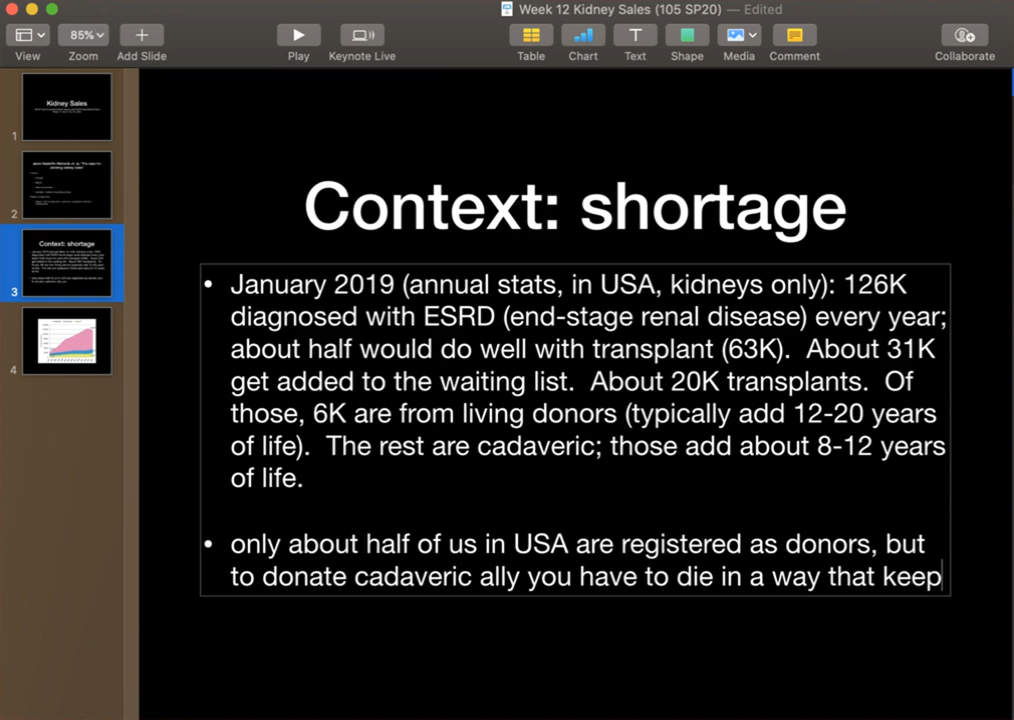 Week 12 Kidney Sales (105 SP20) — Edited
85%
View Zoom Add Slide Play Keynote Live Table Chart Text Shape Media Comment Collaborate
Kidney Sales
1
2
Context: shortage
3
4
Context: shortage
• January 2019 (annual stats, in USA, kidneys only): 126K
diagnosed with ESRD (end-stage renal disease) every year;
about half would do well with transplant (63K). About 31K
get added to the waiting list. About 20K transplants. Of
those, 6K are from living donors (typically add 12-20 years
of life). The rest are cadaveric; those add about 8-12 years
of life.
• only about half of us in USA are registered as donors, but
to donate cadaveric ally you have to die in a way that keep